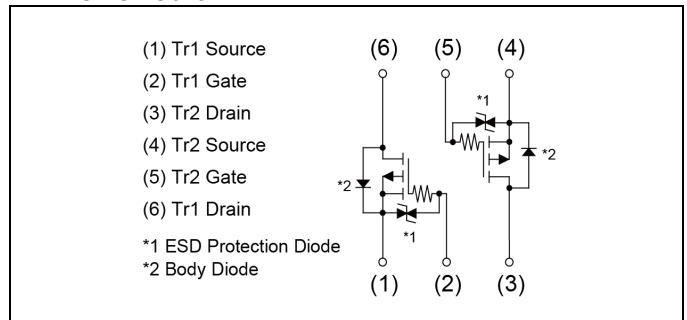 (1) Tr1 Source
(2) Tr1 Gate
(3) Tr2 Drain
(4) Tr2 Source
(5) Tr2 Gate
(6) Tr1 Drain
*1 ESD Protection Diode
*2 Body Diode
(6) (5) (4)
*1
*2
*2
*1
(1) (2) (3)